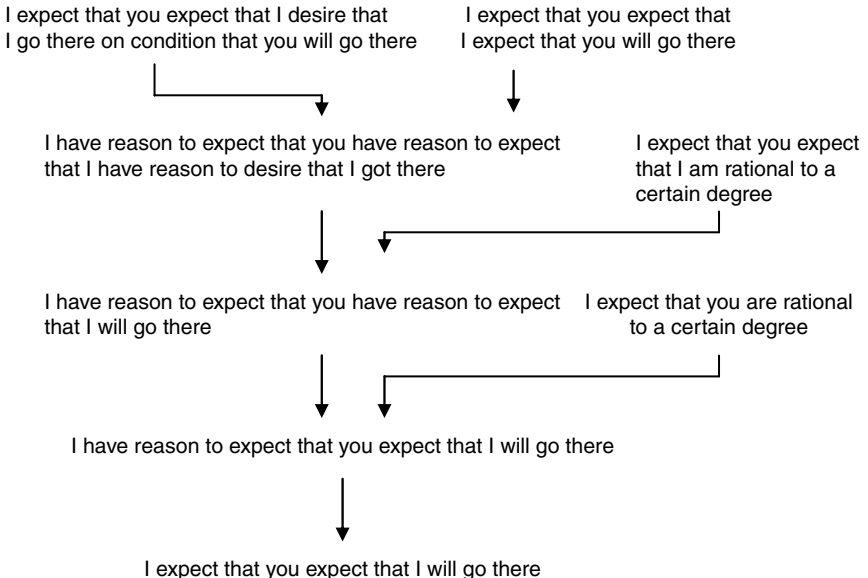 I expect that you expect that I desire that
I go there on condition that you will go there
I expect that you expect that
I expect that you will go there
I have reason to expect that you have reason to expect
that I have reason to desire that I got there
I expect that you expect
that I am rational to a
certain degree
I have reason to expect that you have reason to expect
that I will go there
I expect that you are rational
to a certain degree
I have reason to expect that you expect that I will go there
I expect that you expect that I will go there